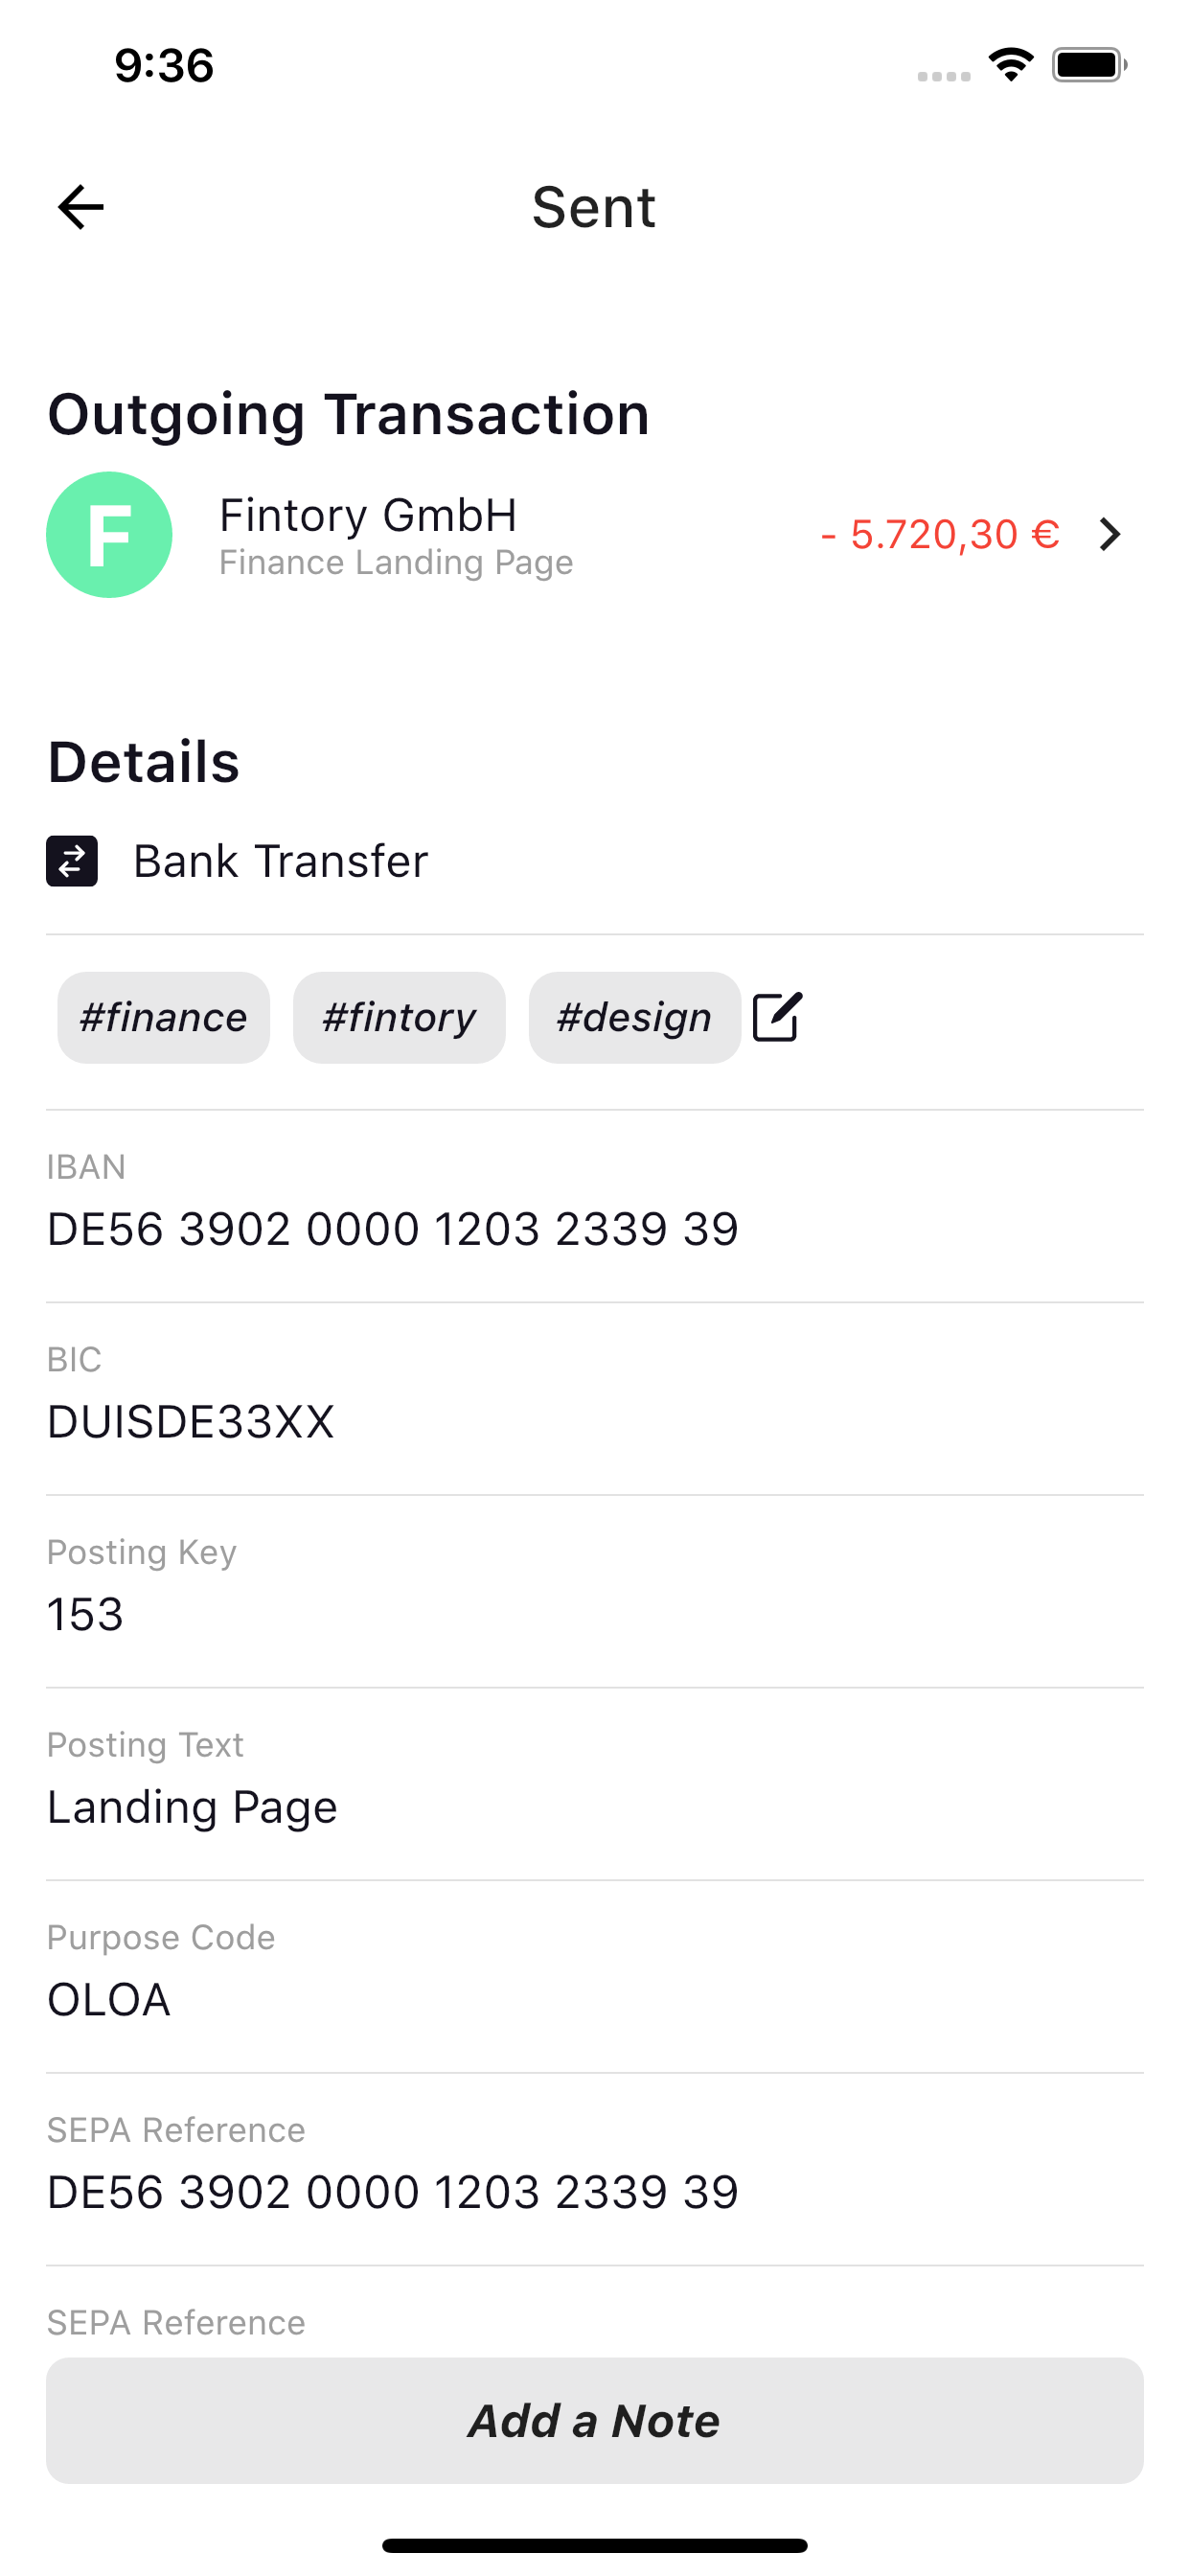 9:36
Sent
Outgoing Transaction
F
Fintory GmbH
- 5.720,30 €
Finance Landing Page
Details
Bank Transfer
#finance #fintory #design
IBAN
DE56 3902 0000 1203 2339 39
BIC
DUISDE33XX
Posting Key
153
Posting Text
Landing Page
Purpose Code
OLOA
SEPA Reference
DE56 3902 0000 1203 2339 39
SEPA Reference
Add a Note